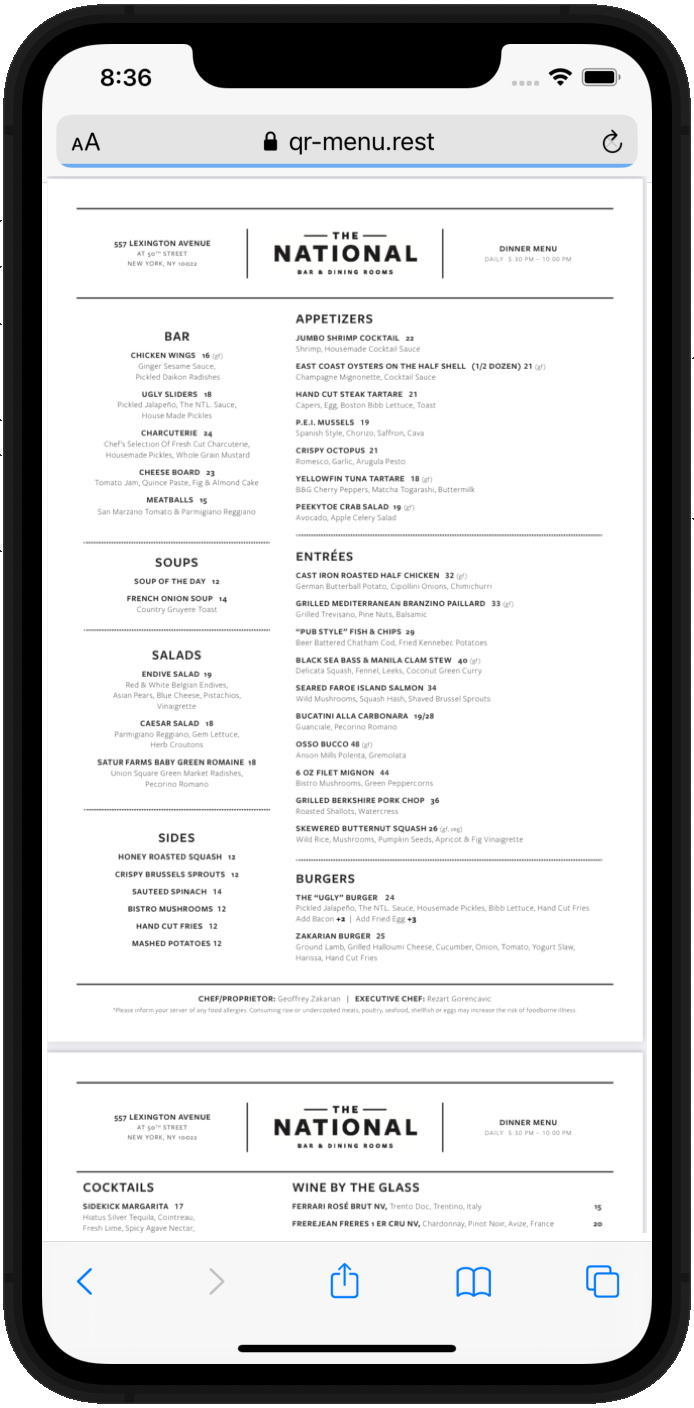 8:36
AA
qr-menu.rest
557 LEXINGTON AVENUE
AT 50TH STREET
NEW YORK, NY 10022
THE
NATIONAL
BAR & DINING ROOMS
DINNER MENU
DAILY 5:30 PM – 10:00 PM
BAR
CHICKEN WINGS 16 (gf)
Ginger Sesame Sauce,
Pickled Daikon Radishes
UGLY SLIDERS 18
Pickled Jalapeño, The NTL. Sauce,
House Made Pickles
CHARCUTERIE 24
Chef's Selection Of Fresh Cut Charcuterie,
Housemade Pickles, Whole Grain Mustard
CHEESE BOARD 23
Tomato Jam, Quince Paste, Fig & Almond Cake
MEATBALLS 15
San Marzano Tomato & Parmigiano Reggiano
SOUPS
SOUP OF THE DAY 12
FRENCH ONION SOUP 14
Country Gruyere Toast
SALADS
ENDIVE SALAD 19
Red & White Belgian Endives,
Asian Pears, Blue Cheese, Pistachios,
Vinaigrette
CAESAR SALAD 18
Parmigiano Reggiano, Gem Lettuce,
Herb Croutons
SATUR FARMS BABY GREEN ROMAINE 18
Union Square Green Market Radishes,
Pecorino Romano
SIDES
HONEY ROASTED SQUASH 12
CRISPY BRUSSELS SPROUTS 12
SAUTEED SPINACH 14
BISTRO MUSHROOMS 12
HAND CUT FRIES 12
MASHED POTATOES 12
APPETIZERS
JUMBO SHRIMP COCKTAIL 22
Shrimp, Housemade Cocktail Sauce
EAST COAST OYSTERS ON THE HALF SHELL (1/2 DOZEN) 21 (gf)
Champagne Mignonette, Cocktail Sauce
HAND CUT STEAK TARTARE 21
Capers, Egg, Boston Bibb Lettuce, Toast
P.E.I. MUSSELS 19
Spanish Style, Chorizo, Saffron, Cava
CRISPY OCTOPUS 21
Romesco, Garlic, Arugula Pesto
YELLOWFIN TUNA TARTARE 18 (gf)
B&G Cherry Peppers, Matcha Togarashi, Buttermilk
PEEKYTOE CRAB SALAD 19 (gf)
Avocado, Apple Celery Salad
ENTRÉES
CAST IRON ROASTED HALF CHICKEN 32 (gf)
German Butterball Potato, Cipollini Onions, Chimichurri
GRILLED MEDITERRANEAN BRANZINO PAILLARD 33 (gf)
Grilled Trevisano, Pine Nuts, Balsamic
"PUB STYLE" FISH & CHIPS 29
Beer Battered Chatham Cod, Fried Kennebec Potatoes
BLACK SEA BASS & MANILA CLAM STEW 40 (gf)
Delicata Squash, Fennel, Leeks, Coconut Green Curry
SEARED FAROE ISLAND SALMON 34
Wild Mushrooms, Squash Hash, Shaved Brussel Sprouts
BUCATINI ALLA CARBONARA 19/28
Guanciale, Pecorino Romano
OSSO BUCCO 48 (gf)
Anson Mills Polenta, Gremolata
6 OZ FILET MIGNON 44
Bistro Mushrooms, Green Peppercorns
GRILLED BERKSHIRE PORK CHOP 36
Roasted Shallots, Watercress
SKEWERED BUTTERNUT SQUASH 26 (gf, veg)
Wild Rice, Mushrooms, Pumpkin Seeds, Apricot & Fig Vinaigrette
BURGERS
THE "UGLY" BURGER 24
Pickled Jalapeño, The NTL. Sauce, Housemade Pickles, Bibb Lettuce, Hand Cut Fries
Add Bacon +2 | Add Fried Egg +3
ZAKARIAN BURGER 25
Ground Lamb, Grilled Halloumi Cheese, Cucumber, Onion, Tomato, Yogurt Slaw,
Harissa, Hand Cut Fries
CHEF/PROPRIETOR: Geoffrey Zakarian | EXECUTIVE CHEF: Rezart Gorencavic
*Please inform your server of any food allergies. Consuming raw or undercooked meats, poultry, seafood, shellfish or eggs may increase the risk of foodborne illness.
557 LEXINGTON AVENUE
AT 50TH STREET
NEW YORK, NY 10022
THE
NATIONAL
BAR & DINING ROOMS
DINNER MENU
DAILY 5:30 PM – 10:00 PM
COCKTAILS
SIDEKICK MARGARITA 17
Hiatus Silver Tequila, Cointreau,
Fresh Lime, Spicy Agave Nectar,
WINE BY THE GLASS
FERRARI ROSÉ BRUT NV, Trento Doc, Trentino, Italy 15
FREREJEAN FRERES 1 ER CRU NV, Chardonnay, Pinot Noir, Avize, France 20